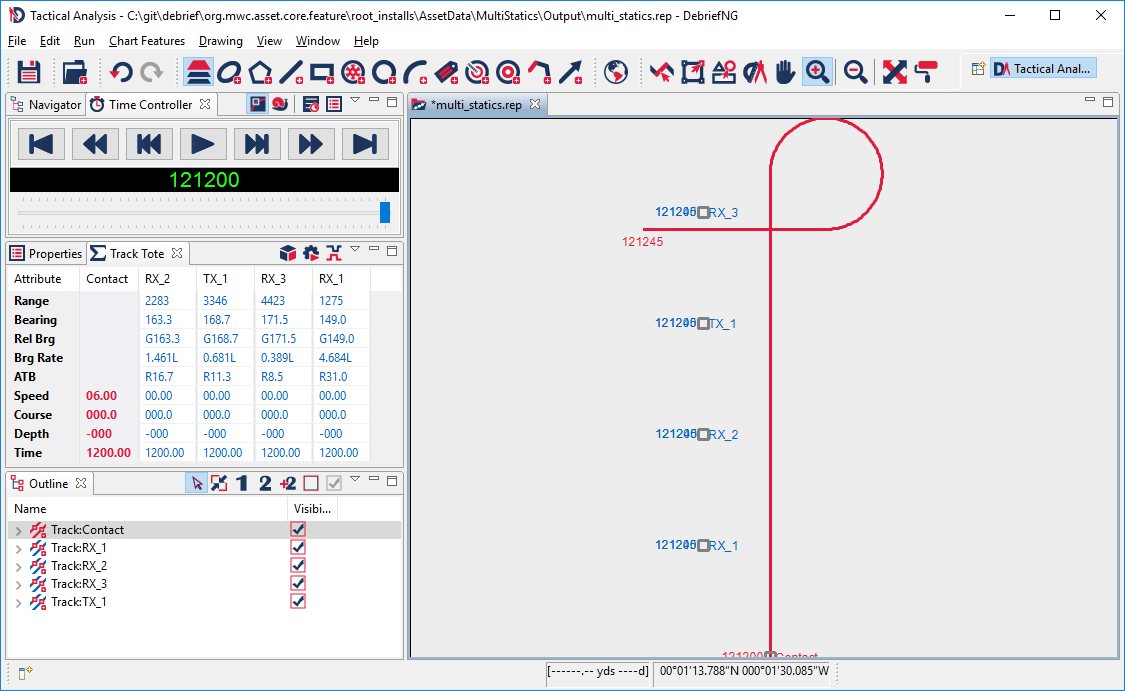 Tactical Analysis - C:\git\debrief\org.mwc.asset.core.feature\root_installs\AssetData\MultiStatics\Output\multi_statics.rep - DebriefNG
File Edit Run Chart Features Drawing View Window Help
Tactical Anal...
Navigator Time Controller
121200
Properties Track Tote
Attribute Contact RX_2 TX_1 RX_3 RX_1
Range 2283 3346 4423 1275
Bearing 163.3 168.7 171.5 149.0
Rel Brg G163.3 G168.7 G171.5 G149.0
Brg Rate 1.461L 0.681L 0.389L 4.684L
ATB R16.7 R11.3 R8.5 R31.0
Speed 06.00 00.00 00.00 00.00 00.00
Course 000.0 000.0 000.0 000.0 000.0
Depth -000 -000 -000 -000 -000
Time 1200.00 1200.00 1200.00 1200.00 1200.00
Outline 1 2 +2
Name Visibi...
Track:Contact
Track:RX_1
Track:RX_2
Track:RX_3
Track:TX_1
*multi_statics.rep
RX_3
121245
TX_1
RX_2
RX_1
121200 Contact
[------.-- yds ----d] 00°01'13.788"N 000°01'30.085"W